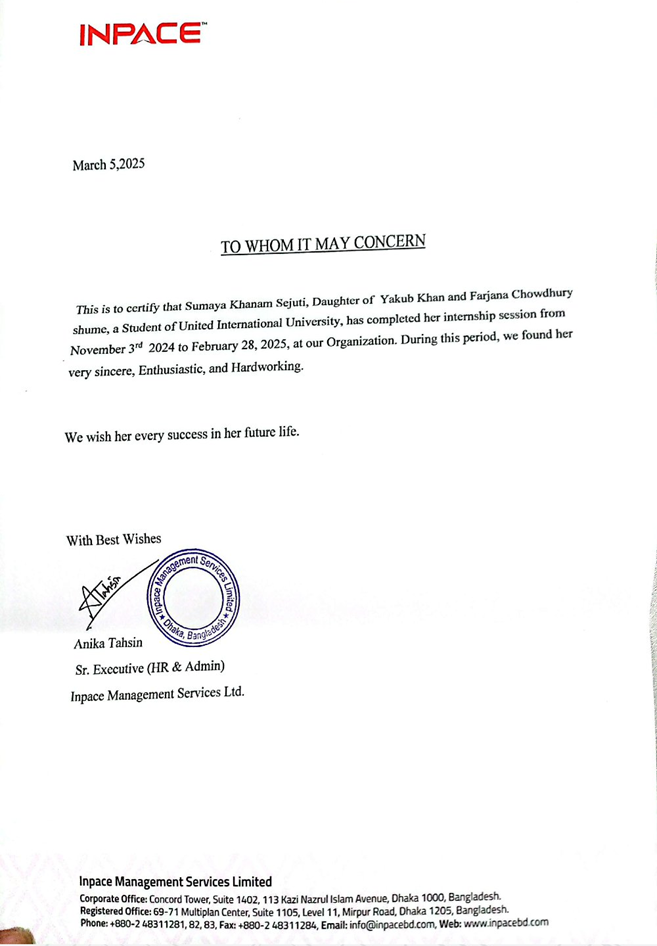 INPACE™
March 5,2025
TO WHOM IT MAY CONCERN
This is to certify that Sumaya Khanam Sejuti, Daughter of Yakub Khan and Farjana Chowdhury
shume, a Student of United International University, has completed her internship session from
November 3rd 2024 to February 28, 2025, at our Organization. During this period, we found her
very sincere, Enthusiastic, and Hardworking.
We wish her every success in her future life.
With Best Wishes
ATahsin
Inpace Management Services Limited
★ Dhaka, Bangladesh ★
Anika Tahsin
Sr. Executive (HR & Admin)
Inpace Management Services Ltd.
Inpace Management Services Limited
Corporate Office: Concord Tower, Suite 1402, 113 Kazi Nazrul Islam Avenue, Dhaka 1000, Bangladesh.
Registered Office: 69-71 Multiplan Center, Suite 1105, Level 11, Mirpur Road, Dhaka 1205, Bangladesh.
Phone: +880-2 48311281, 82, 83, Fax: +880-2 48311284, Email: info@inpacebd.com, Web: www.inpacebd.com